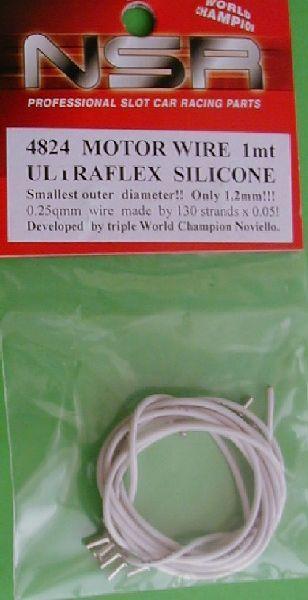 WORLD
CHAMPION
NSR
PROFESSIONAL SLOT CAR RACING PARTS
4824 MOTOR WIRE 1mt
ULtRAFLEX SILICONE
Smallest outer diameter!! Only 1.2mm!!!
0.25qmm wire made by 130 strands x 0.05!
Developed by triple World Champion Noviello.